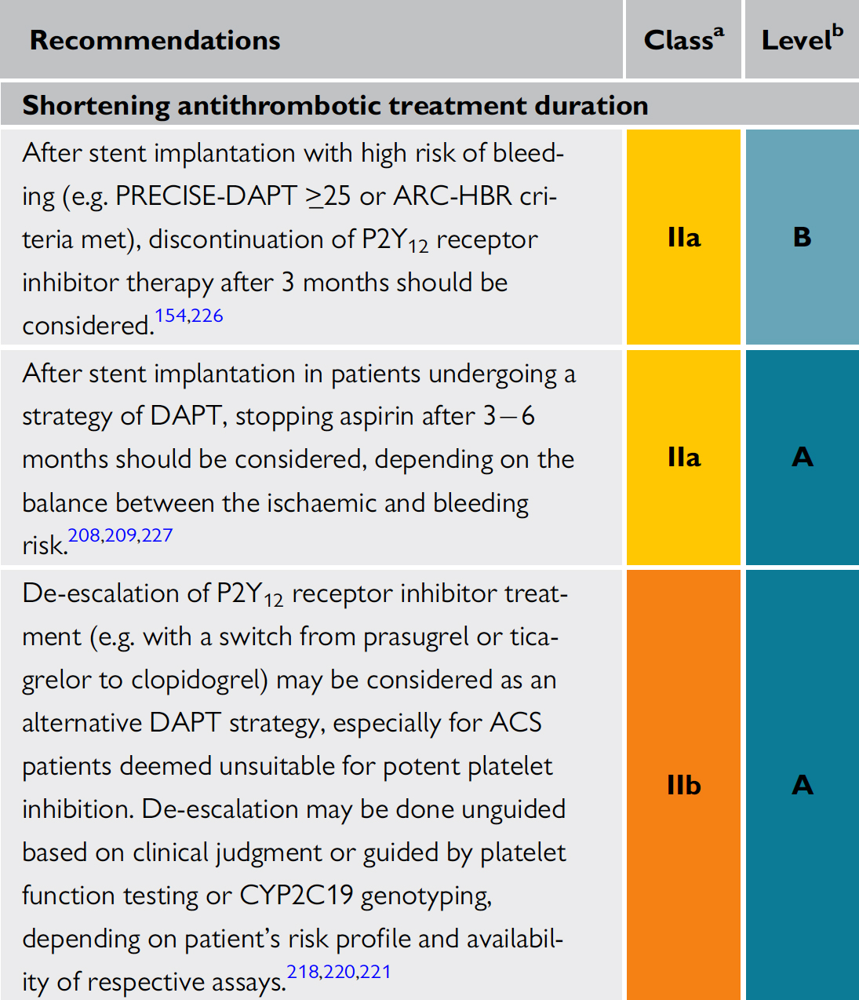 Recommendations Classᵃ Levelᵇ
Shortening antithrombotic treatment duration
After stent implantation with high risk of bleed-
ing (e.g. PRECISE-DAPT ≥25 or ARC-HBR cri-
teria met), discontinuation of P2Y₁₂ receptor
inhibitor therapy after 3 months should be
considered.¹⁵⁴,²²⁶
IIa B
After stent implantation in patients undergoing a
strategy of DAPT, stopping aspirin after 3–6
months should be considered, depending on the
balance between the ischaemic and bleeding
risk.²⁰⁸,²⁰⁹,²²⁷
IIa A
De-escalation of P2Y₁₂ receptor inhibitor treat-
ment (e.g. with a switch from prasugrel or tica-
grelor to clopidogrel) may be considered as an
alternative DAPT strategy, especially for ACS
patients deemed unsuitable for potent platelet
inhibition. De-escalation may be done unguided
based on clinical judgment or guided by platelet
function testing or CYP2C19 genotyping,
depending on patient’s risk profile and availabil-
ity of respective assays.²¹⁸,²²⁰,²²¹
IIb A